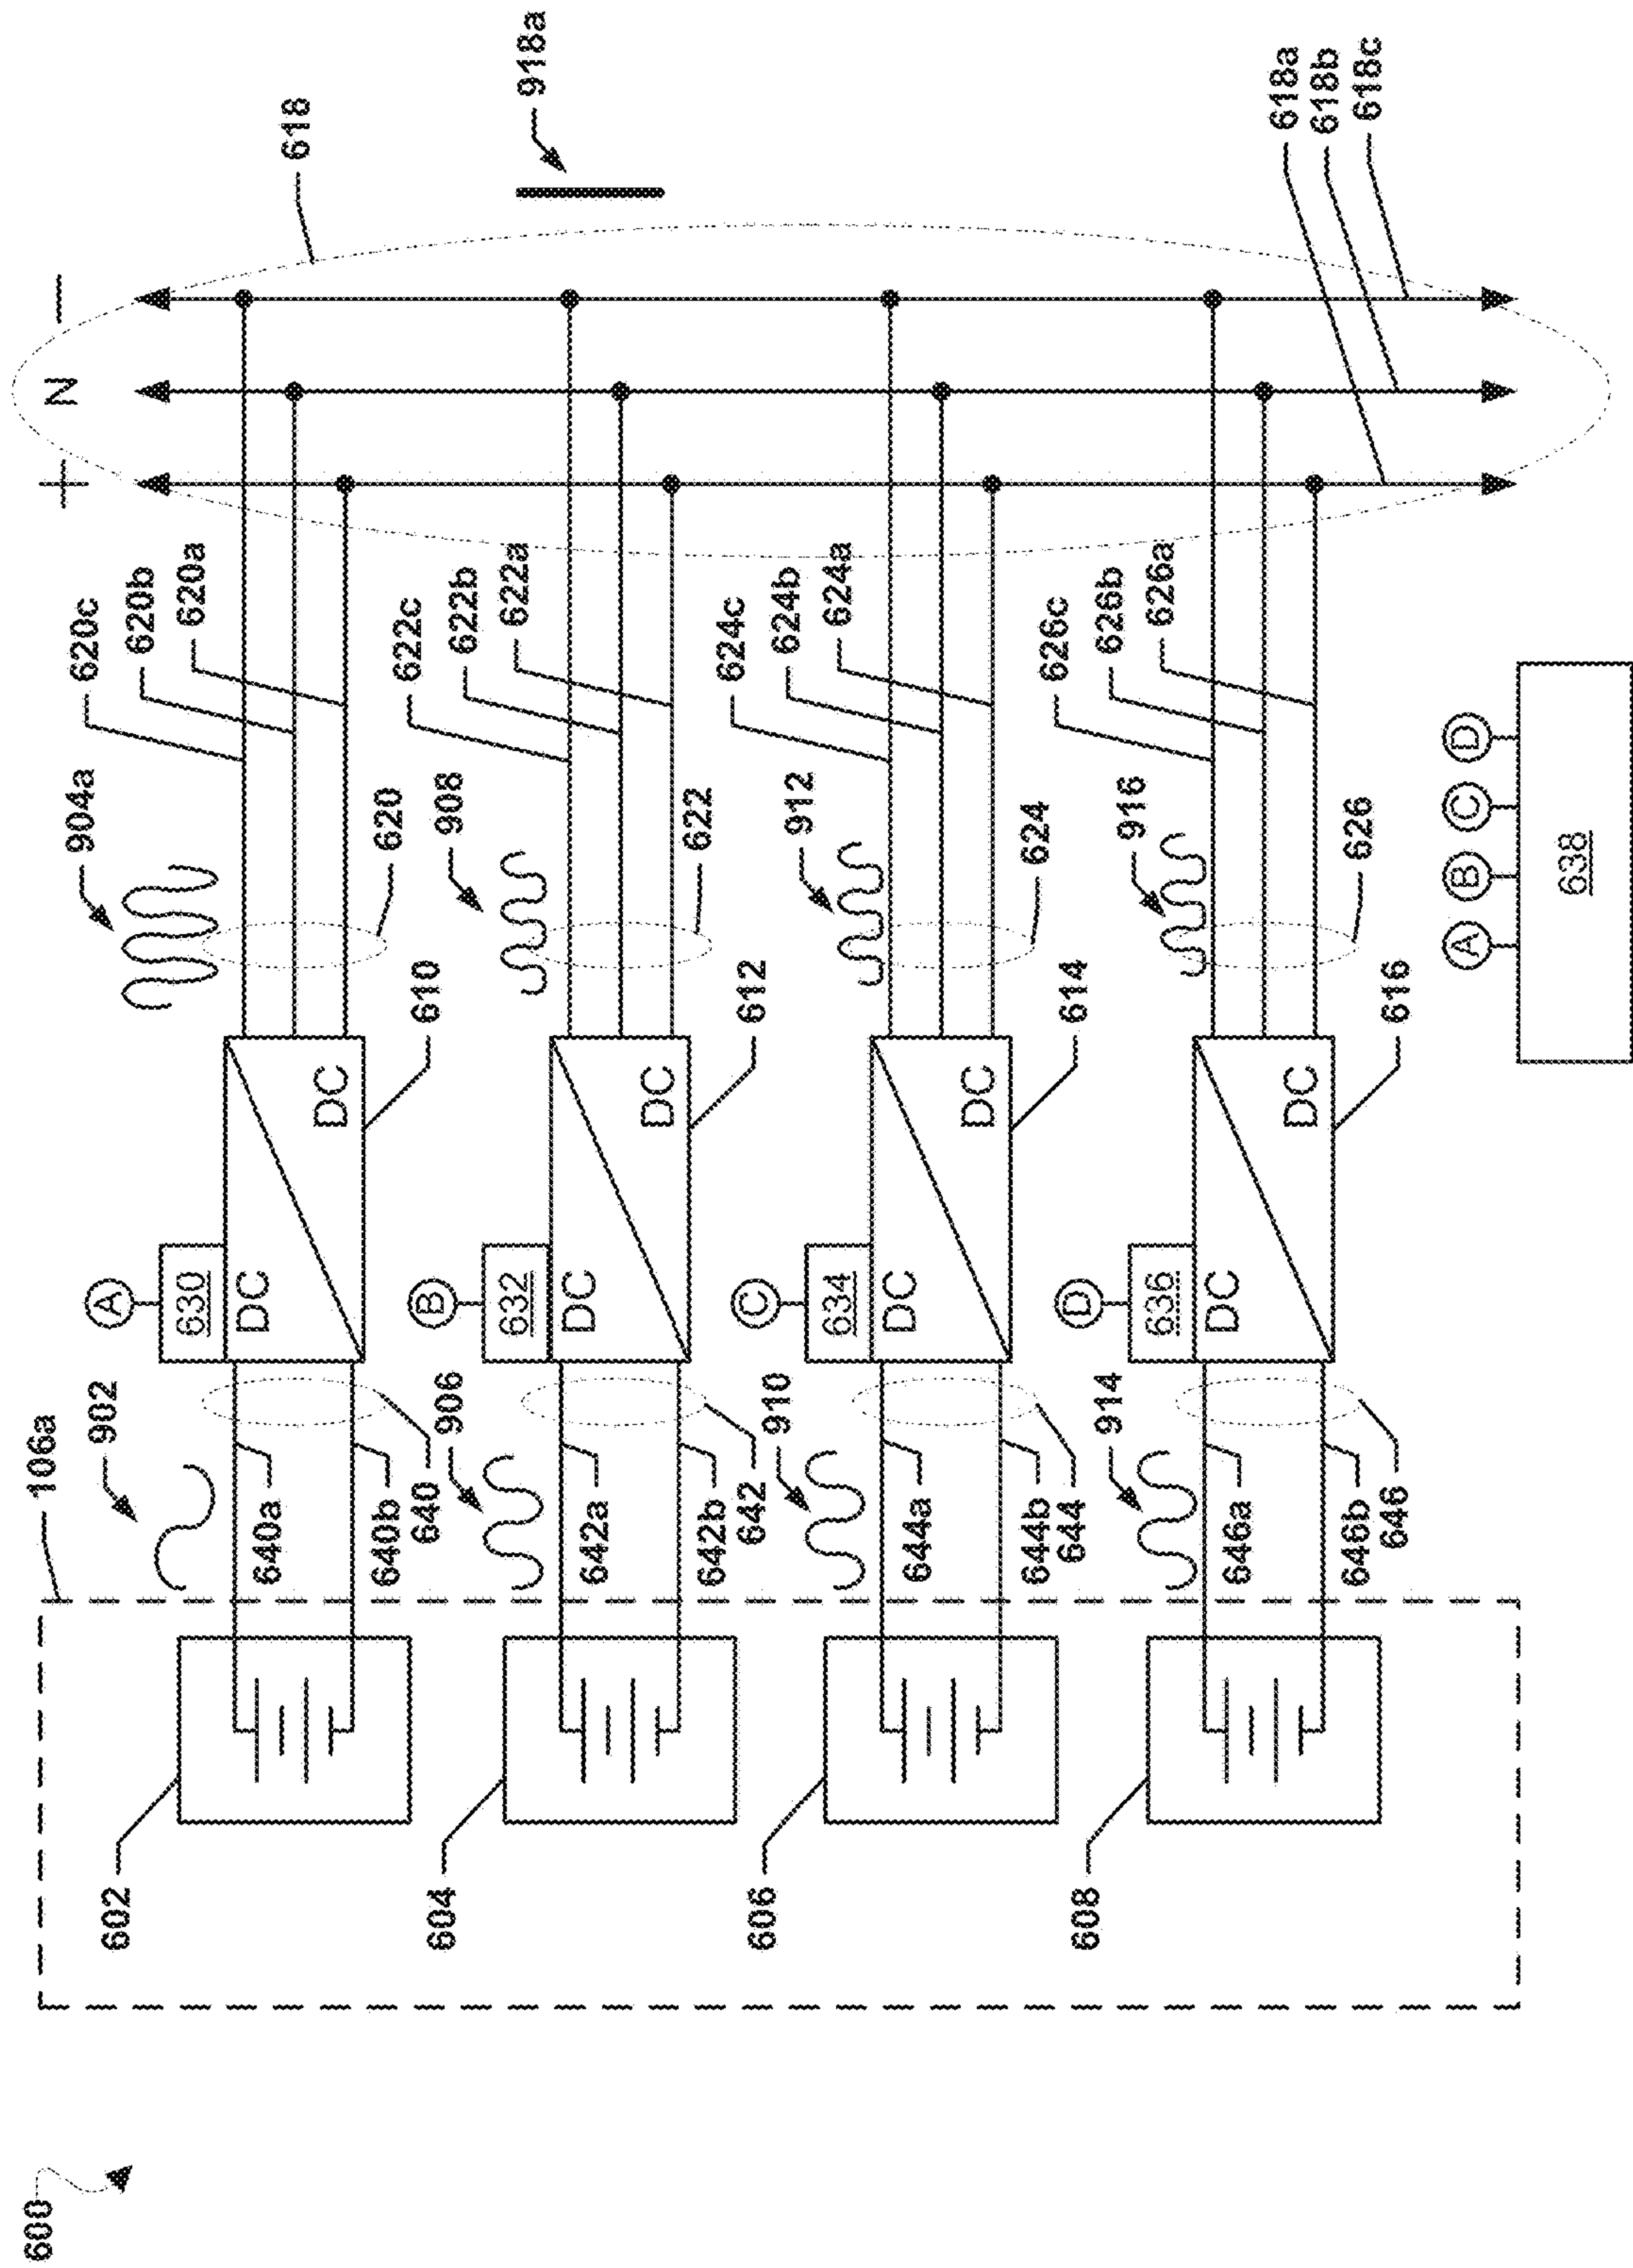 600
106a
602
604
606
608
902
640a
640b
640
906
642a
642b
642
910
644a
644b
644
914
646a
646b
646
A
630
DC
DC
610
B
632
DC
DC
612
C
634
DC
DC
614
D
636
DC
DC
616
904a
620
620c
620b
620a
908
622
622c
622b
622a
912
624
624c
624b
624a
916
626
626c
626b
626a
+
N
−
618
918a
618a
618b
618c
A B C D
638